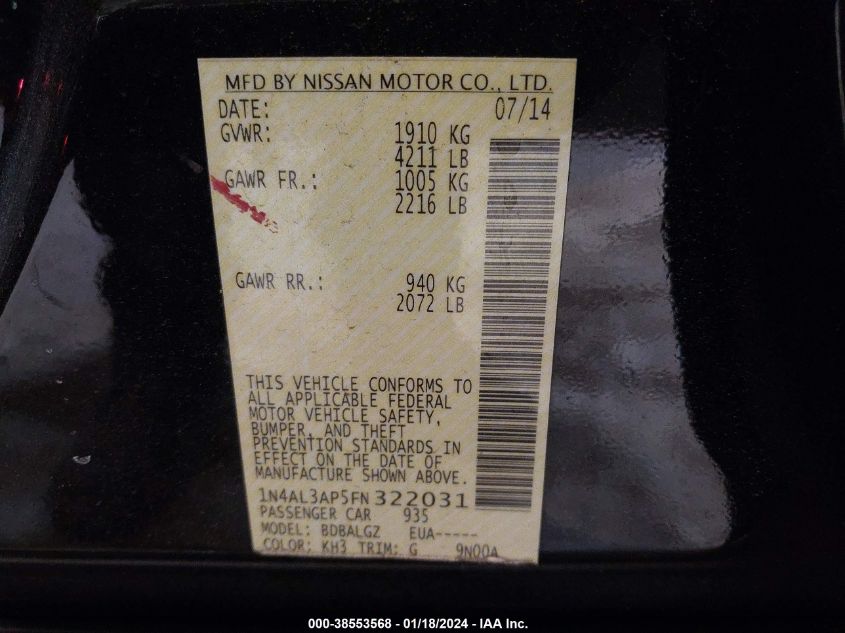 MFD BY NISSAN MOTOR CO., LTD.
DATE: 07/14
GVWR: 1910 KG
4211 LB
GAWR FR.: 1005 KG
2216 LB
GAWR RR.: 940 KG
2072 LB
THIS VEHICLE CONFORMS TO
ALL APPLICABLE FEDERAL
MOTOR VEHICLE SAFETY,
BUMPER, AND THEFT
PREVENTION STANDARDS IN
EFFECT ON THE DATE OF
MANUFACTURE SHOWN ABOVE.
1N4AL3AP5FN322031
PASSENGER CAR 935
MODEL: BDBALGZ EUA-----
COLOR: KH3 TRIM: G 9N00A
000-38553568 - 01/18/2024 - IAA Inc.